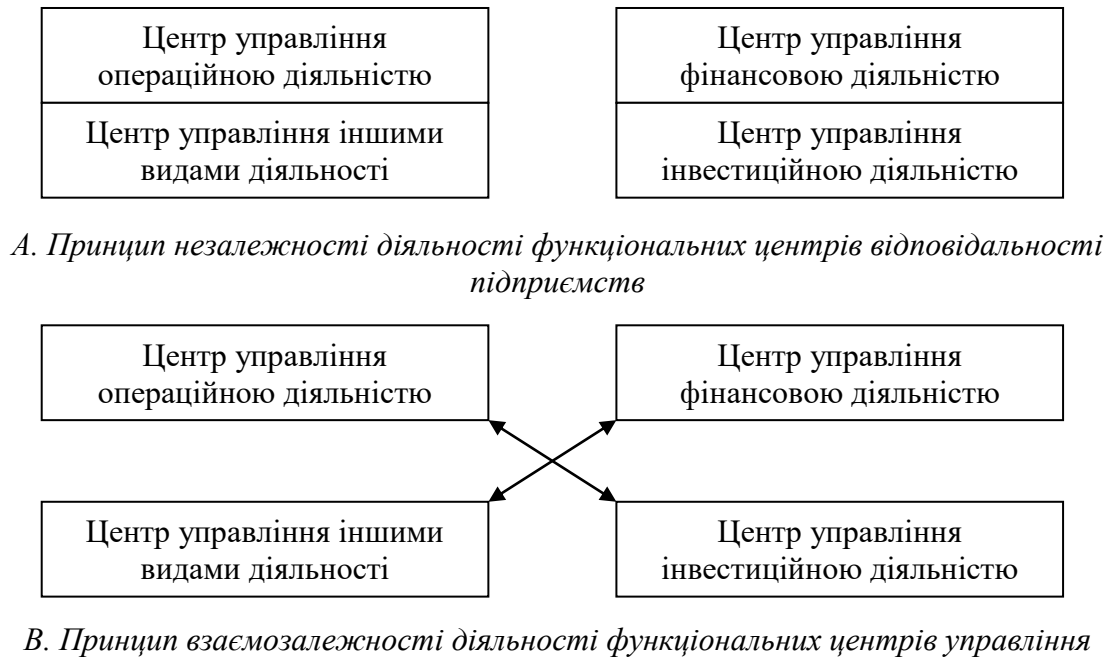 Центр управління
операційною діяльністю
Центр управління
фінансовою діяльністю
Центр управління іншими
видами діяльності
Центр управління
інвестиційною діяльністю
А. Принцип незалежності діяльності функціональних центрів відповідальності
підприємств
Центр управління
операційною діяльністю
Центр управління
фінансовою діяльністю
Центр управління іншими
видами діяльності
Центр управління
інвестиційною діяльністю
В. Принцип взаємозалежності діяльності функціональних центрів управління